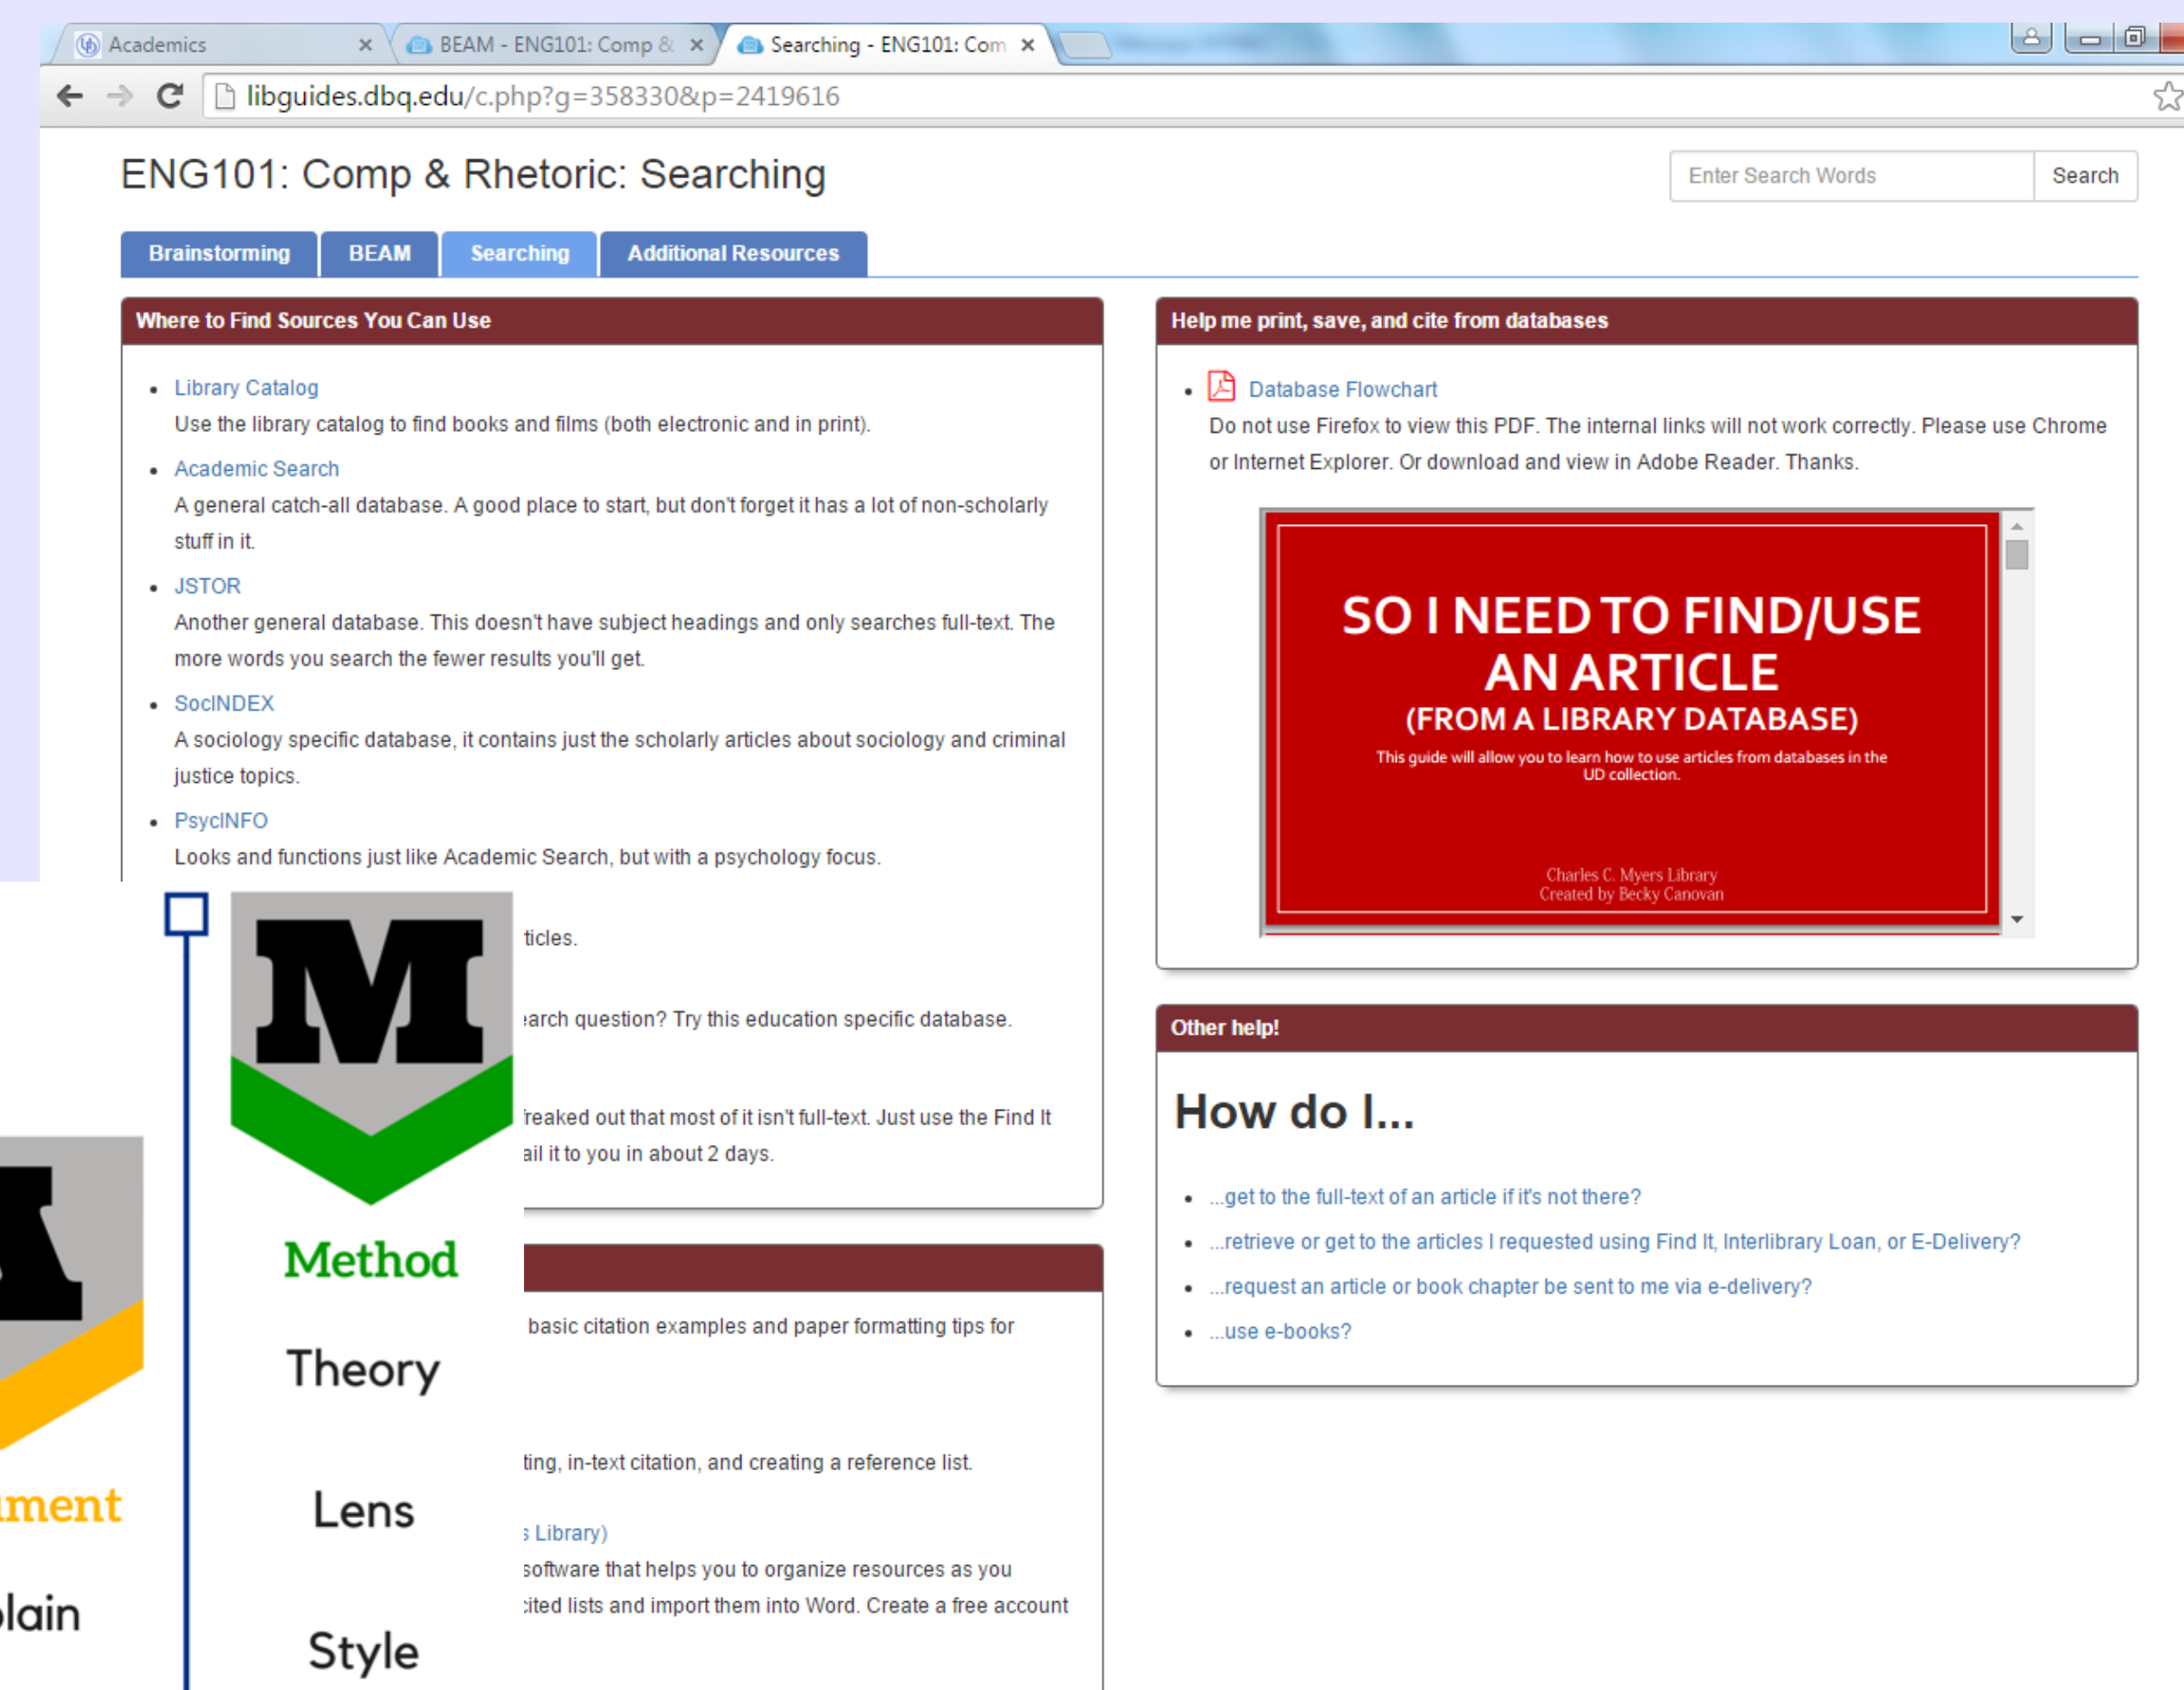 Academics
BEAM - ENG101: Comp &
Searching - ENG101: Com
libguides.dbq.edu/c.php?g=358330&p=2419616
ENG101: Comp & Rhetoric: Searching
Enter Search Words
Search
Brainstorming
BEAM
Searching
Additional Resources
Where to Find Sources You Can Use
Library Catalog
Use the library catalog to find books and films (both electronic and in print).
Academic Search
A general catch-all database. A good place to start, but don't forget it has a lot of non-scholarly
stuff in it.
JSTOR
Another general database. This doesn't have subject headings and only searches full-text. The
more words you search the fewer results you'll get.
SocINDEX
A sociology specific database, it contains just the scholarly articles about sociology and criminal
justice topics.
PsycINFO
Looks and functions just like Academic Search, but with a psychology focus.
ticles.
earch question? Try this education specific database.
freaked out that most of it isn't full-text. Just use the Find It
ail it to you in about 2 days.
basic citation examples and paper formatting tips for
ting, in-text citation, and creating a reference list.
s Library)
software that helps you to organize resources as you
cited lists and import them into Word. Create a free account
Help me print, save, and cite from databases
Database Flowchart
Do not use Firefox to view this PDF. The internal links will not work correctly. Please use Chrome
or Internet Explorer. Or download and view in Adobe Reader. Thanks.
SO I NEED TO FIND/USE
AN ARTICLE
(FROM A LIBRARY DATABASE)
This guide will allow you to learn how to use articles from databases in the
UD collection.
Charles C. Myers Library
Created by Becky Canovan
Other help!
How do I...
...get to the full-text of an article if it's not there?
...retrieve or get to the articles I requested using Find It, Interlibrary Loan, or E-Delivery?
...request an article or book chapter be sent to me via e-delivery?
...use e-books?
M
Method
Theory
Lens
Style
ment
lain